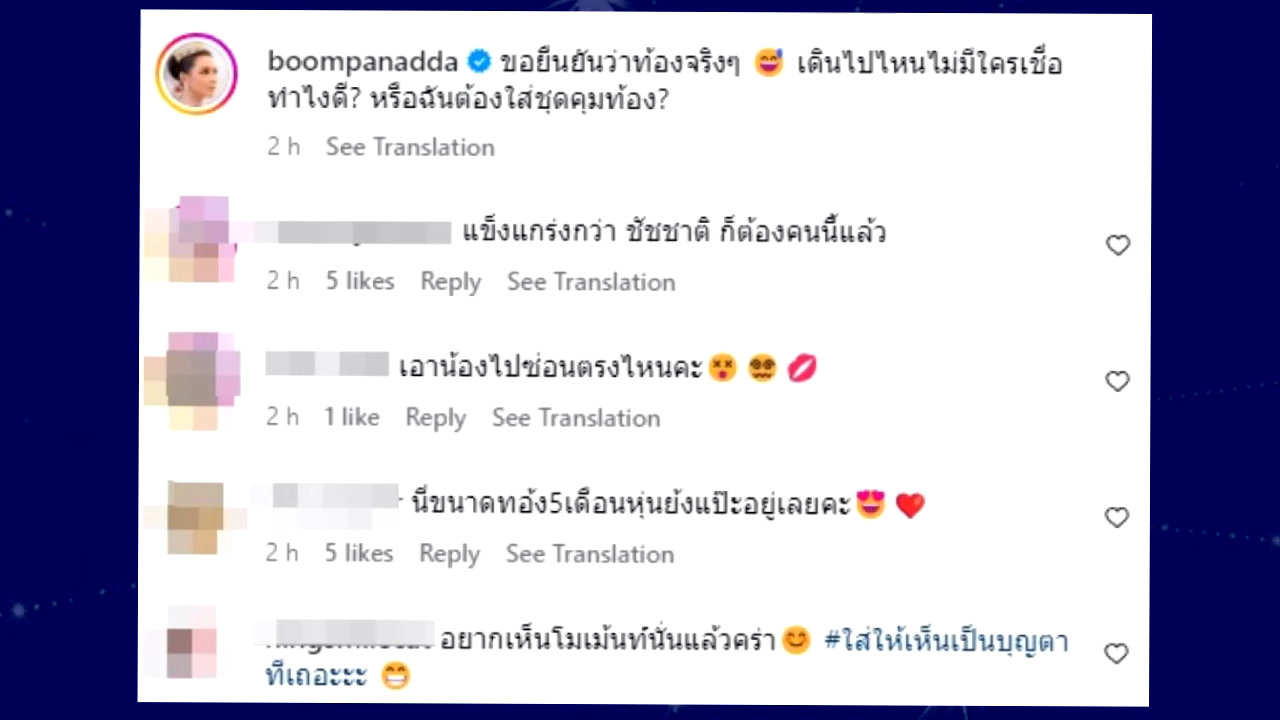 boompanadda ขอยืนยันว่าท้องจริงๆ 😅 เดินไปไหนไม่มีใครเชื่อ
ทำไงดี? หรือฉันต้องใส่ชุดคุมท้อง?
2 h See Translation
แข็งแกร่งกว่า ชัชชาติ ก็ต้องคนนี้แล้ว
2 h 5 likes Reply See Translation
เอาน้องไปซ่อนตรงไหนคะ😵😵‍💫💋
2 h 1 like Reply See Translation
นี่ขนาดทอ้ง5เดือนหุ่นยังแป๊ะอยู่เลยคะ😍❤️
2 h 5 likes Reply See Translation
อยากเห็นโมเม้นท์นั่นแล้วคร่า😊 #ใส่ให้เห็นเป็นบุญตา
ทีเถอะะะ 😁